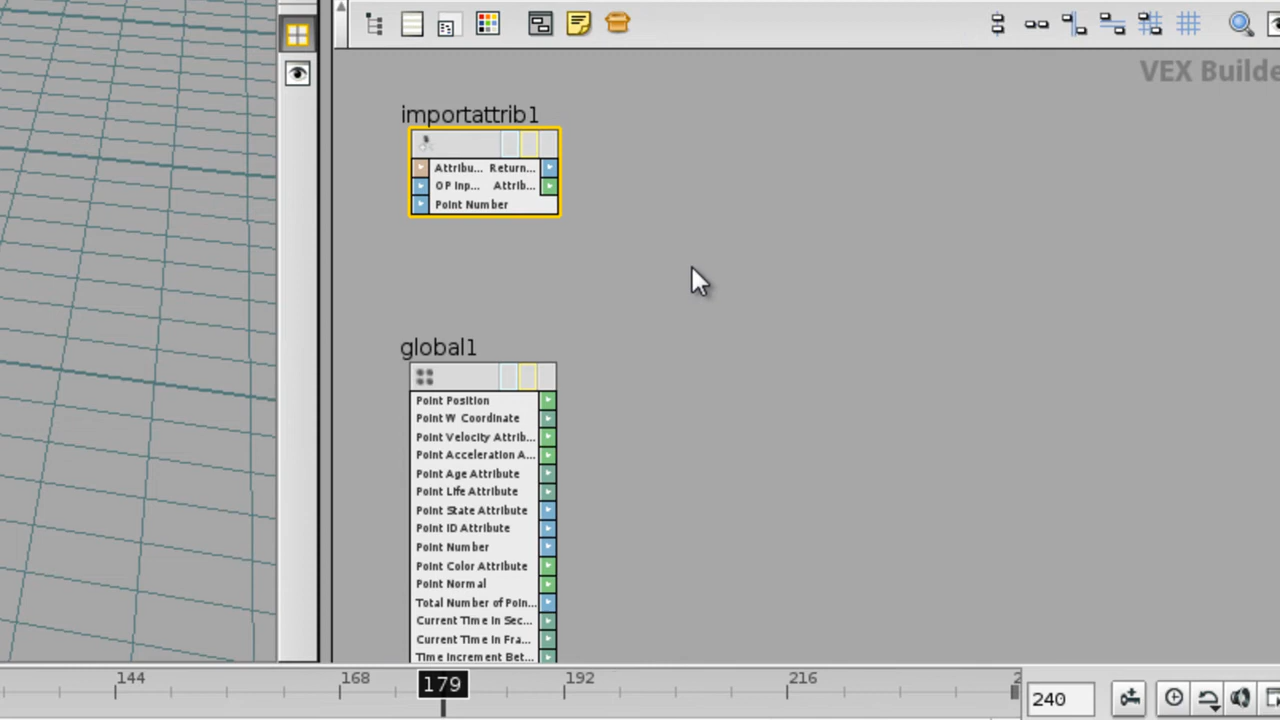 VEX Builde
importattrib1
Attribu... Return...
OP Inp... Attrib...
Point Number
global1
Point Position
Point W Coordinate
Point Velocity Attrib...
Point Acceleration A...
Point Age Attribute
Point Life Attribute
Point State Attribute
Point ID Attribute
Point Number
Point Color Attribute
Point Normal
Total Number of Poin...
Current Time In Sec...
Current Time In Fra...
Time Increment Bet...
144 168 179 192 216 2
240